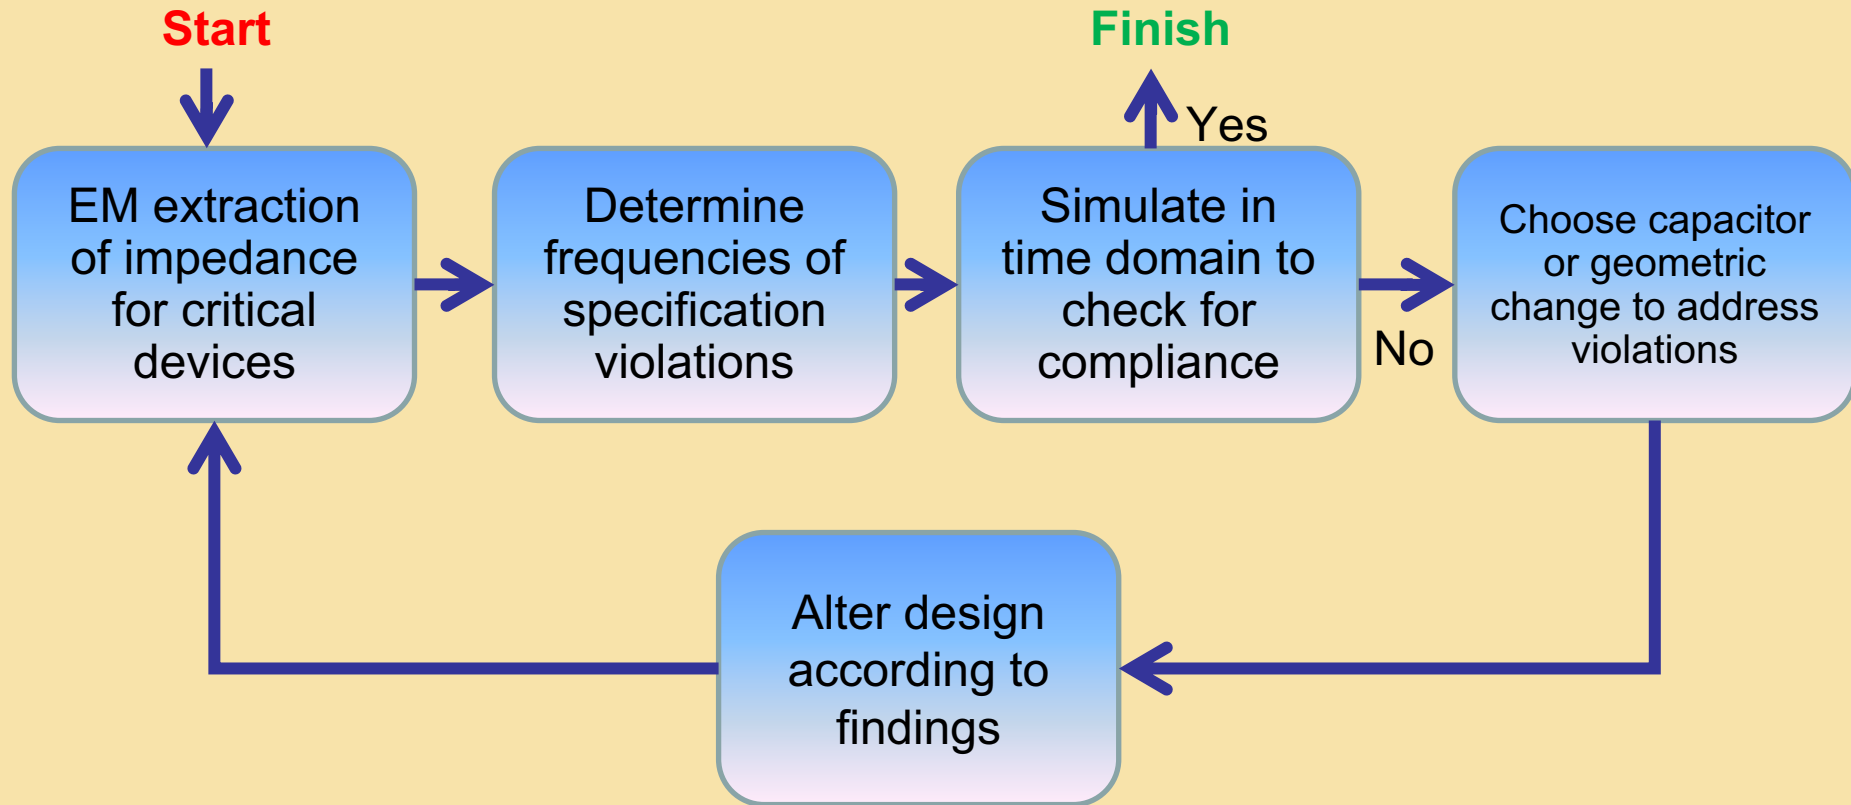 Start
Finish
Yes
EM extraction
of impedance
for critical
devices
Determine
frequencies of
specification
violations
Simulate in
time domain to
check for
compliance
No
Choose capacitor
or geometric
change to address
violations
Alter design
according to
findings